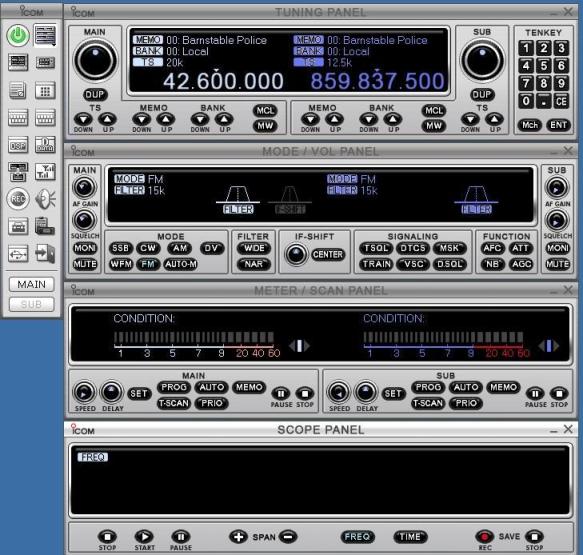 ICOM
DSP
DIGITAL
REC
MAIN
SUB
ICOM TUNING PANEL
MAIN
DUP
MEMO 00: Barnstable Police
BANK 00: Local
TS 20k
42.600.000
MEMO 00: Barnstable Police
BANK 00: Local
TS 12.5k
859.837.500
SUB
DUP
TENKEY
1 2 3
4 5 6
7 8 9
0 . CE
Mch ENT
TS MEMO BANK MCL
DOWN UP DOWN UP DOWN UP MW
MEMO BANK MCL TS
DOWN UP DOWN UP MW DOWN UP
ICOM MODE / VOL PANEL
MAIN
AF GAIN
SQUELCH
MONI
MUTE
MODE FM
FILTER 15k
FILTER IF-SHIFT
MODE FM
FILTER 15k
FILTER
SUB
AF GAIN
SQUELCH
MONI
MUTE
MODE
SSB CW AM DV
WFM FM AUTO-M
FILTER
WDE
NAR
IF-SHIFT
CENTER
SIGNALING
TSQL DTCS MSK
TRAIN VSC D.SQL
FUNCTION
AFC ATT
NB AGC
ICOM METER / SCAN PANEL
CONDITION:
1 3 5 7 9 20 40 60
CONDITION:
1 3 5 7 9 20 40 60
MAIN
SPEED DELAY SET
PROG AUTO MEMO
T-SCAN PRIO
PAUSE STOP
SUB
SPEED DELAY SET
PROG AUTO MEMO
T-SCAN PRIO
PAUSE STOP
ICOM SCOPE PANEL
FREQ
STOP START PAUSE
SPAN
FREQ TIME
REC SAVE STOP